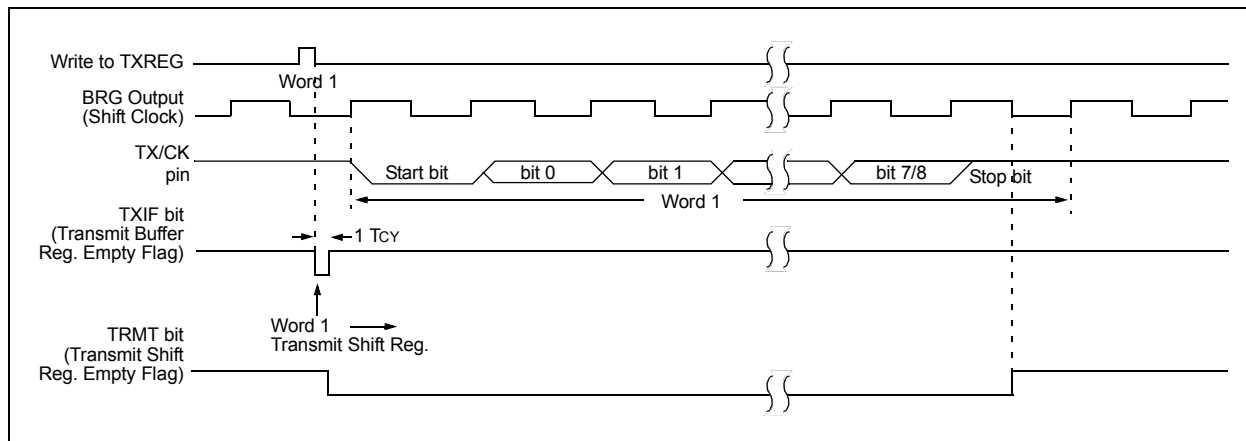 Write to TXREG
Word 1
BRG Output
(Shift Clock)
TX/CK
pin
Start bit
bit 0
bit 1
bit 7/8
Stop bit
Word 1
TXIF bit
(Transmit Buffer
Reg. Empty Flag)
1 TCY
Word 1
Transmit Shift Reg.
TRMT bit
(Transmit Shift
Reg. Empty Flag)